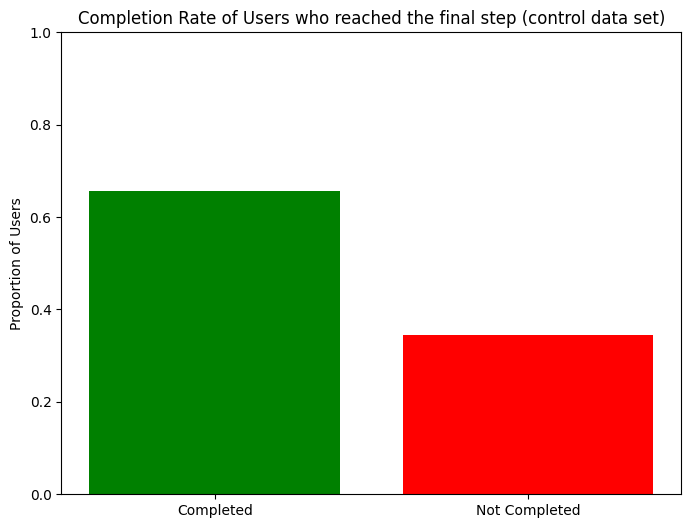 Completion Rate of Users who reached the final step (control data set)
1.0
0.8
0.6
0.4
0.2
0.0
Proportion of Users
Completed
Not Completed